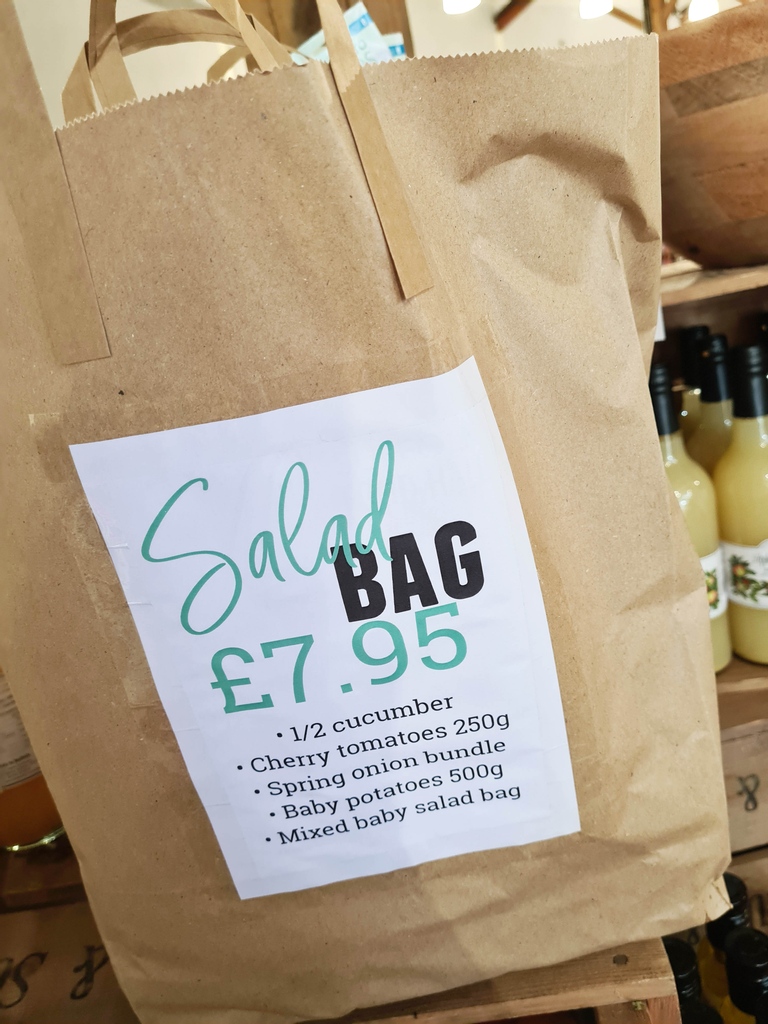 Salad
BAG
£7.95
• 1/2 cucumber
• Cherry tomatoes 250g
• Spring onion bundle
• Baby potatoes 500g
• Mixed baby salad bag
&
&